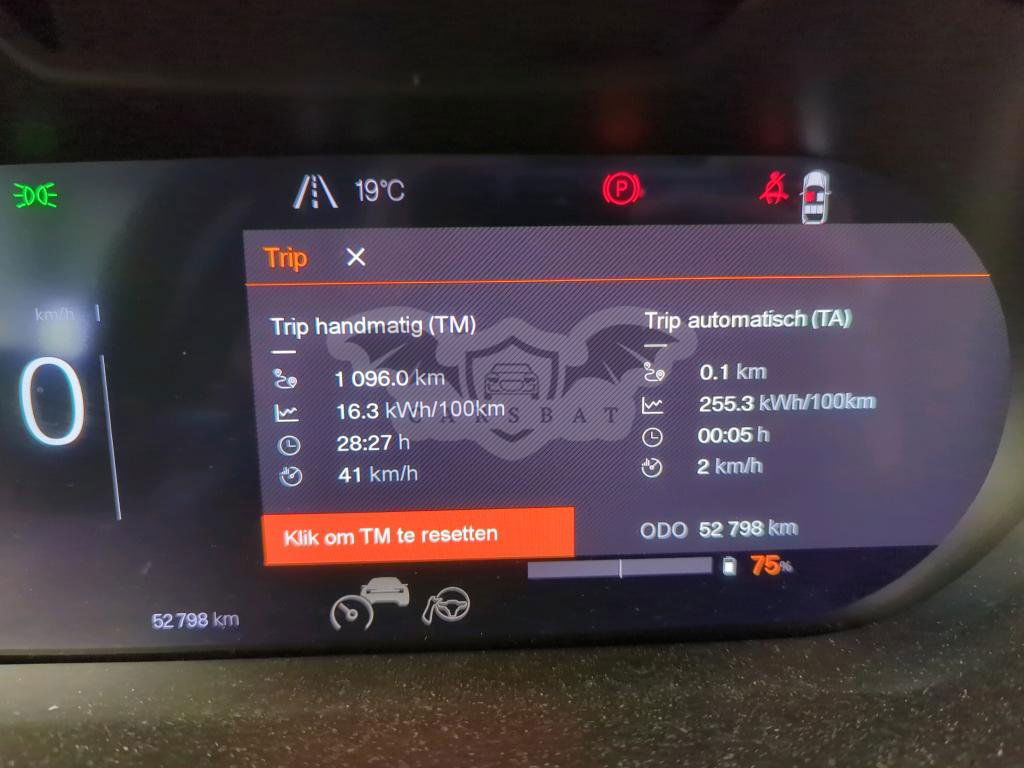 19°C
P
Trip ×
km/h
0
Trip handmatig (TM)
1 096.0 km
16.3 kWh/100km
28:27 h
41 km/h
Klik om TM te resetten
Trip automatisch (TA)
0.1 km
255.3 kWh/100km
00:05 h
2 km/h
ODO 52 798 km
CARSBAT
75%
52 798 km